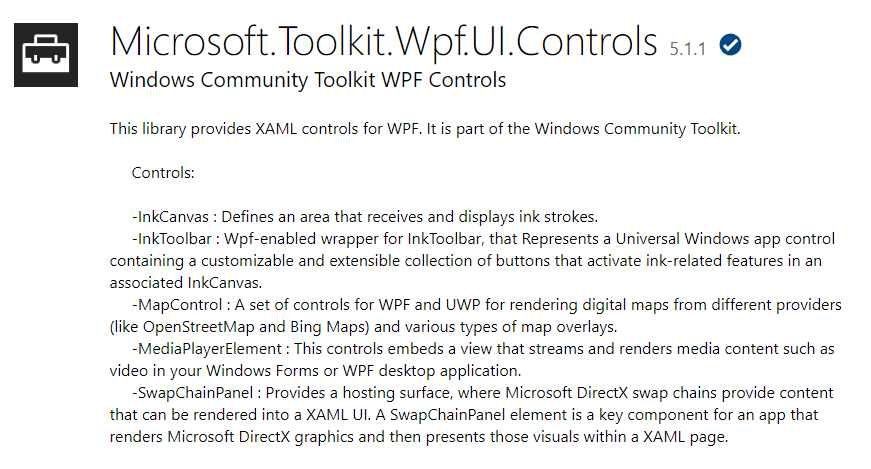 Microsoft.Toolkit.Wpf.UI.Controls 5.1.1
Windows Community Toolkit WPF Controls
This library provides XAML controls for WPF. It is part of the Windows Community Toolkit.
Controls:
-InkCanvas : Defines an area that receives and displays ink strokes.
-InkToolbar : Wpf-enabled wrapper for InkToolbar, that Represents a Universal Windows app control
containing a customizable and extensible collection of buttons that activate ink-related features in an
associated InkCanvas.
-MapControl : A set of controls for WPF and UWP for rendering digital maps from different providers
(like OpenStreetMap and Bing Maps) and various types of map overlays.
-MediaPlayerElement : This controls embeds a view that streams and renders media content such as
video in your Windows Forms or WPF desktop application.
-SwapChainPanel : Provides a hosting surface, where Microsoft DirectX swap chains provide content
that can be rendered into a XAML UI. A SwapChainPanel element is a key component for an app that
renders Microsoft DirectX graphics and then presents those visuals within a XAML page.